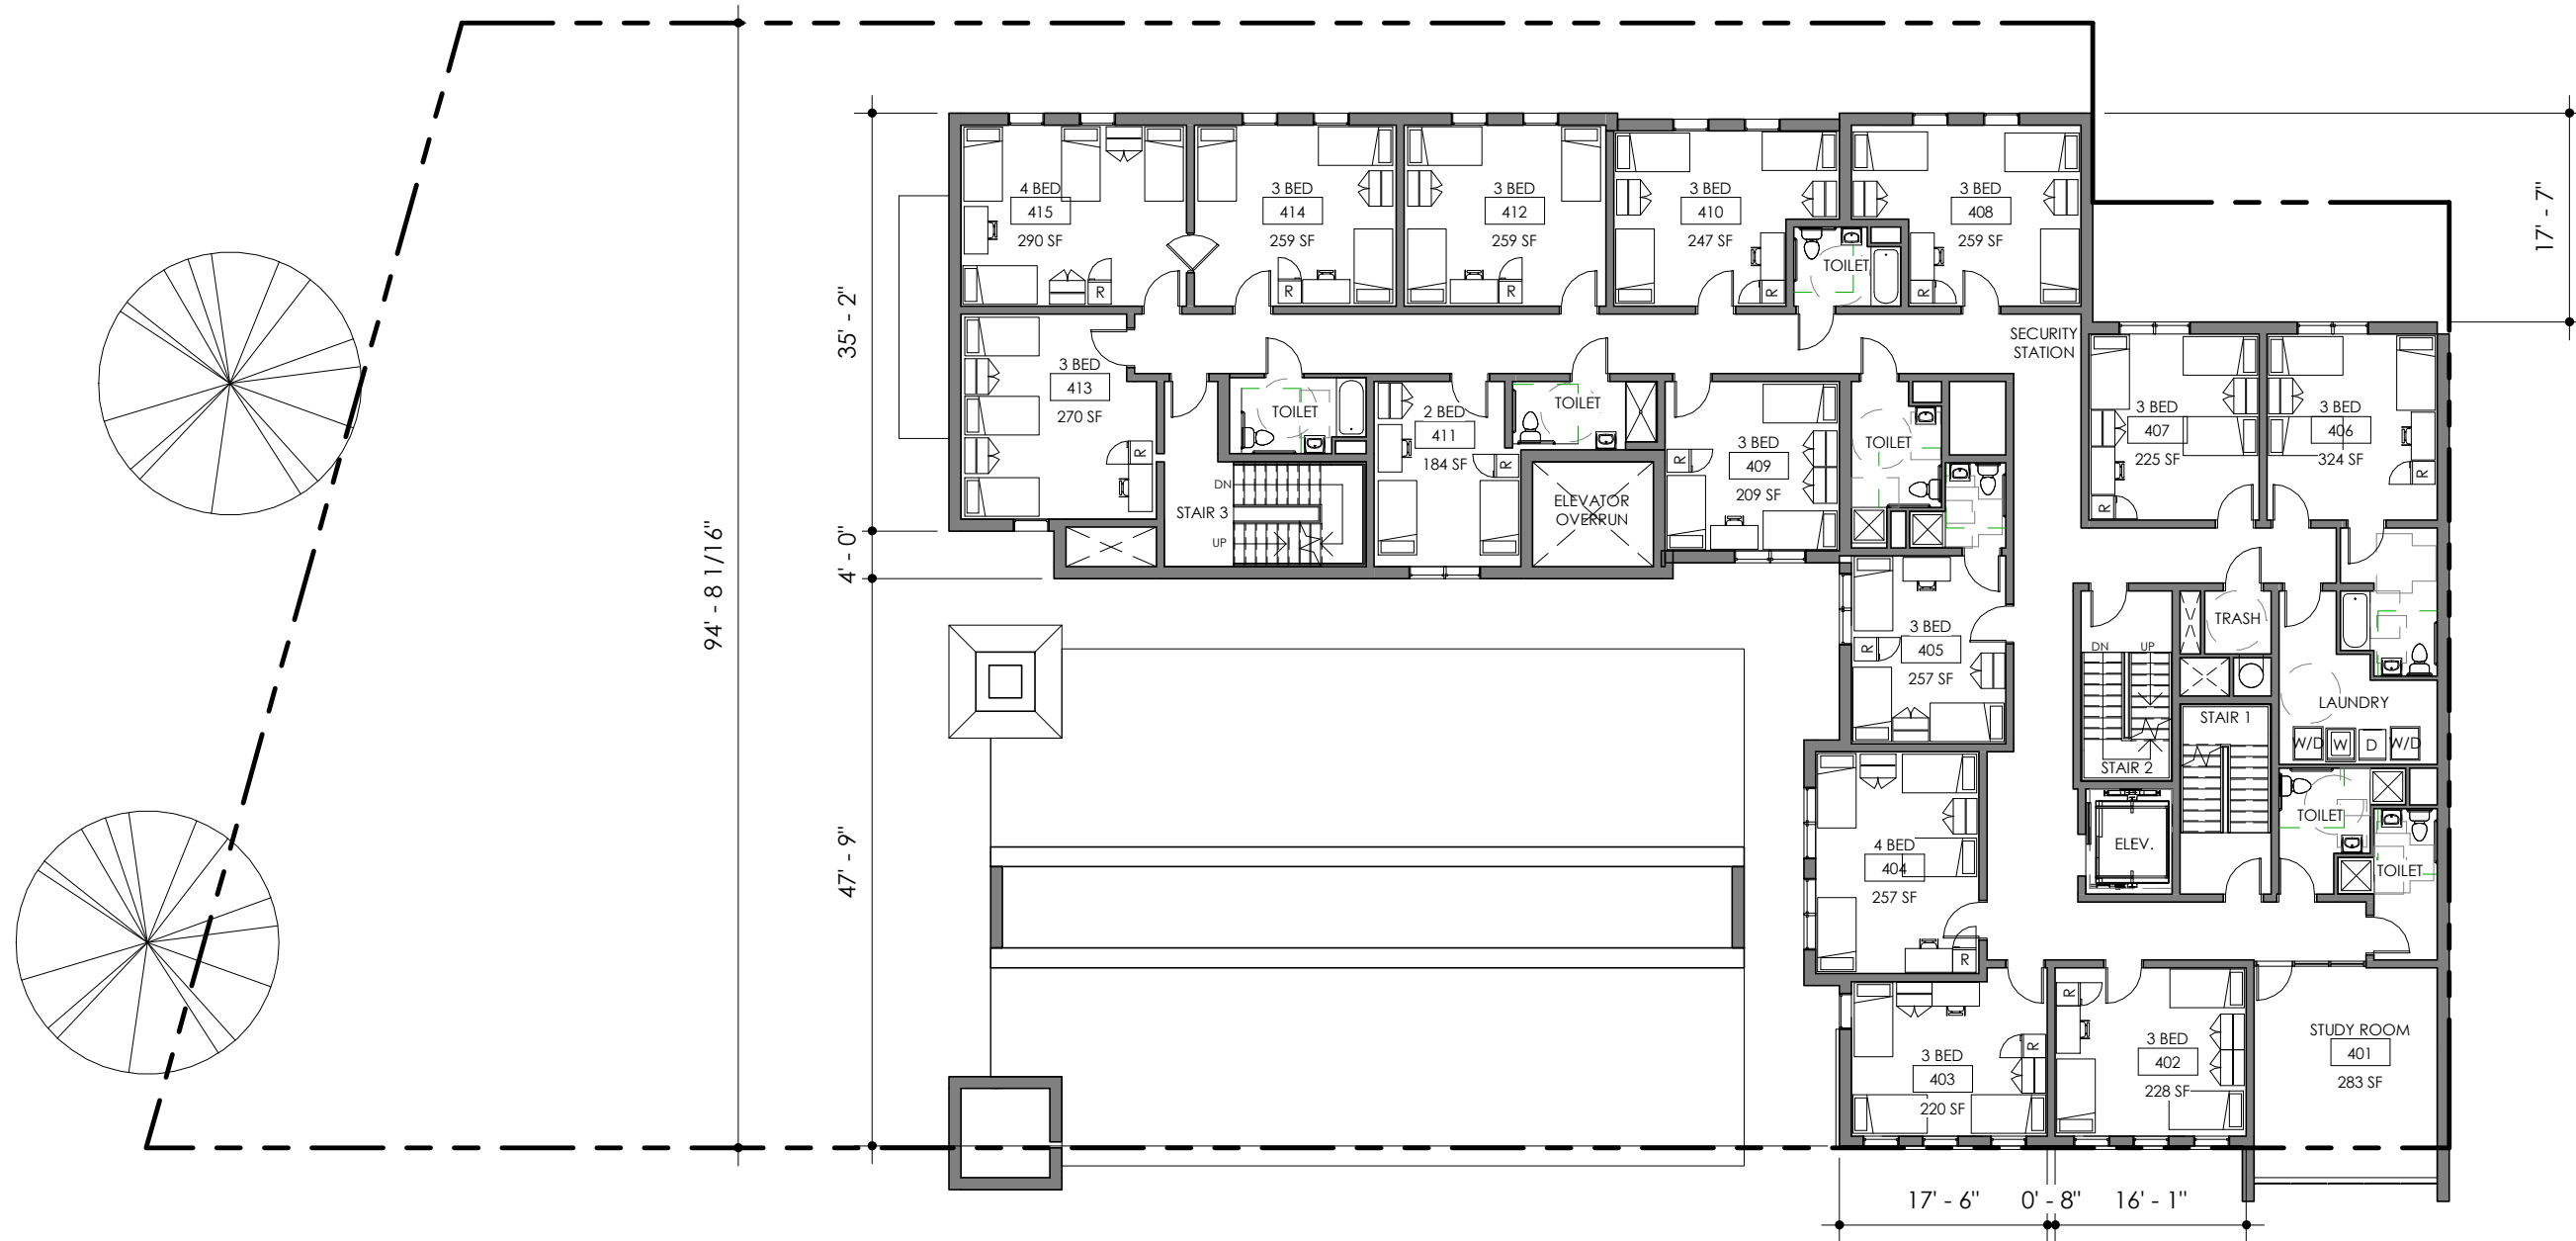 17' - 7"
35' - 2"
4' - 0"
94' - 8 1/16"
47' - 9"
17' - 6"
0' - 8"
16' - 1"
4 BED
415
290 SF
R
3 BED
414
259 SF
R
3 BED
412
259 SF
R
3 BED
410
247 SF
R
TOILET
3 BED
408
259 SF
R
SECURITY
STATION
3 BED
413
270 SF
R
STAIR 3
DN
UP
TOILET
2 BED
411
184 SF
R
TOILET
ELEVATOR
OVERRUN
3 BED
409
209 SF
R
TOILET
3 BED
407
225 SF
R
3 BED
406
324 SF
R
3 BED
405
257 SF
R
DN
UP
STAIR 2
TRASH
STAIR 1
LAUNDRY
W/D
W
D
W/D
ELEV.
TOILET
TOILET
4 BED
404
257 SF
R
3 BED
403
220 SF
R
3 BED
402
228 SF
R
STUDY ROOM
401
283 SF